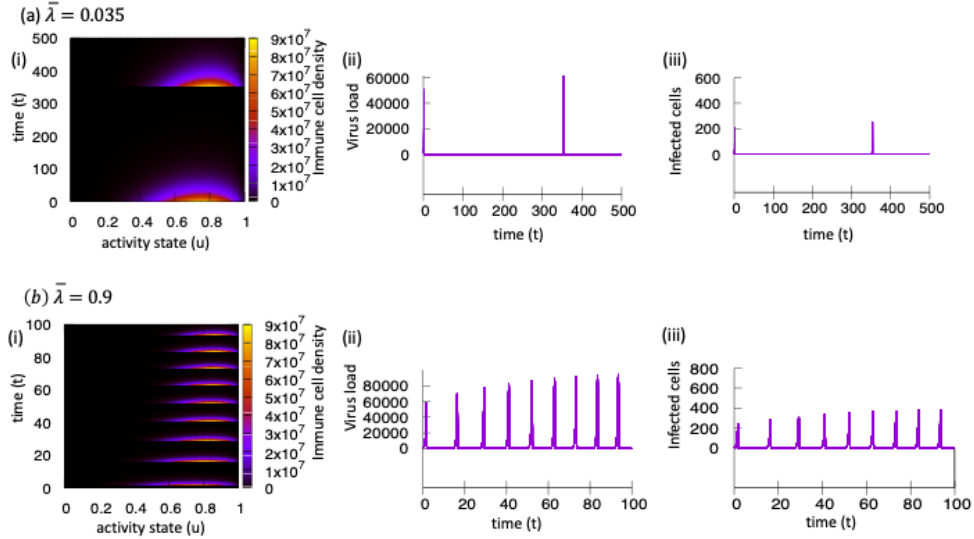 (a) λ̄ = 0.035
(i)
500
400
300
200
100
0
time (t)
0 0.2 0.4 0.6 0.8 1
activity state (u)
9x10⁷
8x10⁷
7x10⁷
6x10⁷
5x10⁷
4x10⁷
3x10⁷
2x10⁷
1x10⁷
0
Immune cell density
(ii)
Virus load
60000
40000
20000
0
0 100 200 300 400 500
time (t)
(iii)
Infected cells
600
400
200
0
0 100 200 300 400 500
time (t)
(b) λ̄ = 0.9
(i)
100
80
60
40
20
0
time (t)
0 0.2 0.4 0.6 0.8 1
activity state (u)
9x10⁷
8x10⁷
7x10⁷
6x10⁷
5x10⁷
4x10⁷
3x10⁷
2x10⁷
1x10⁷
0
Immune cell density
(ii)
Virus load
80000
60000
40000
20000
0
0 20 40 60 80 100
time (t)
(iii)
Infected cells
800
600
400
200
0
0 20 40 60 80 100
time (t)